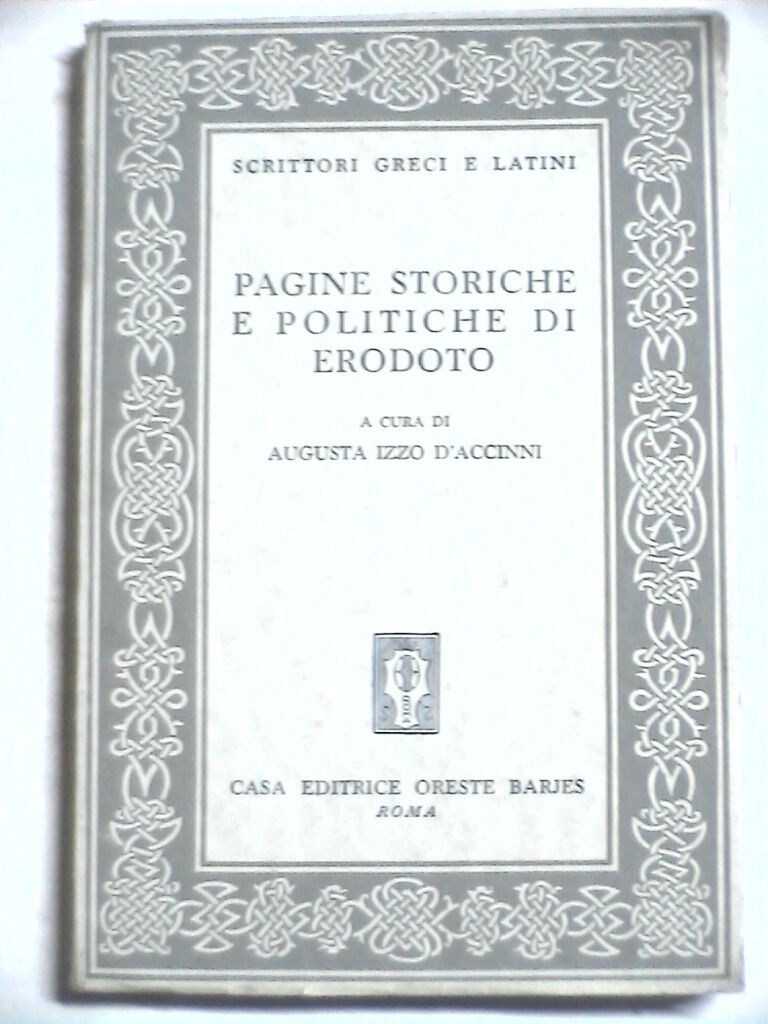 SCRITTORI GRECI E LATINI
PAGINE STORICHE
E POLITICHE DI
ERODOTO
A CURA DI
AUGUSTA IZZO D'ACCINNI
CASA EDITRICE ORESTE BARJES
ROMA